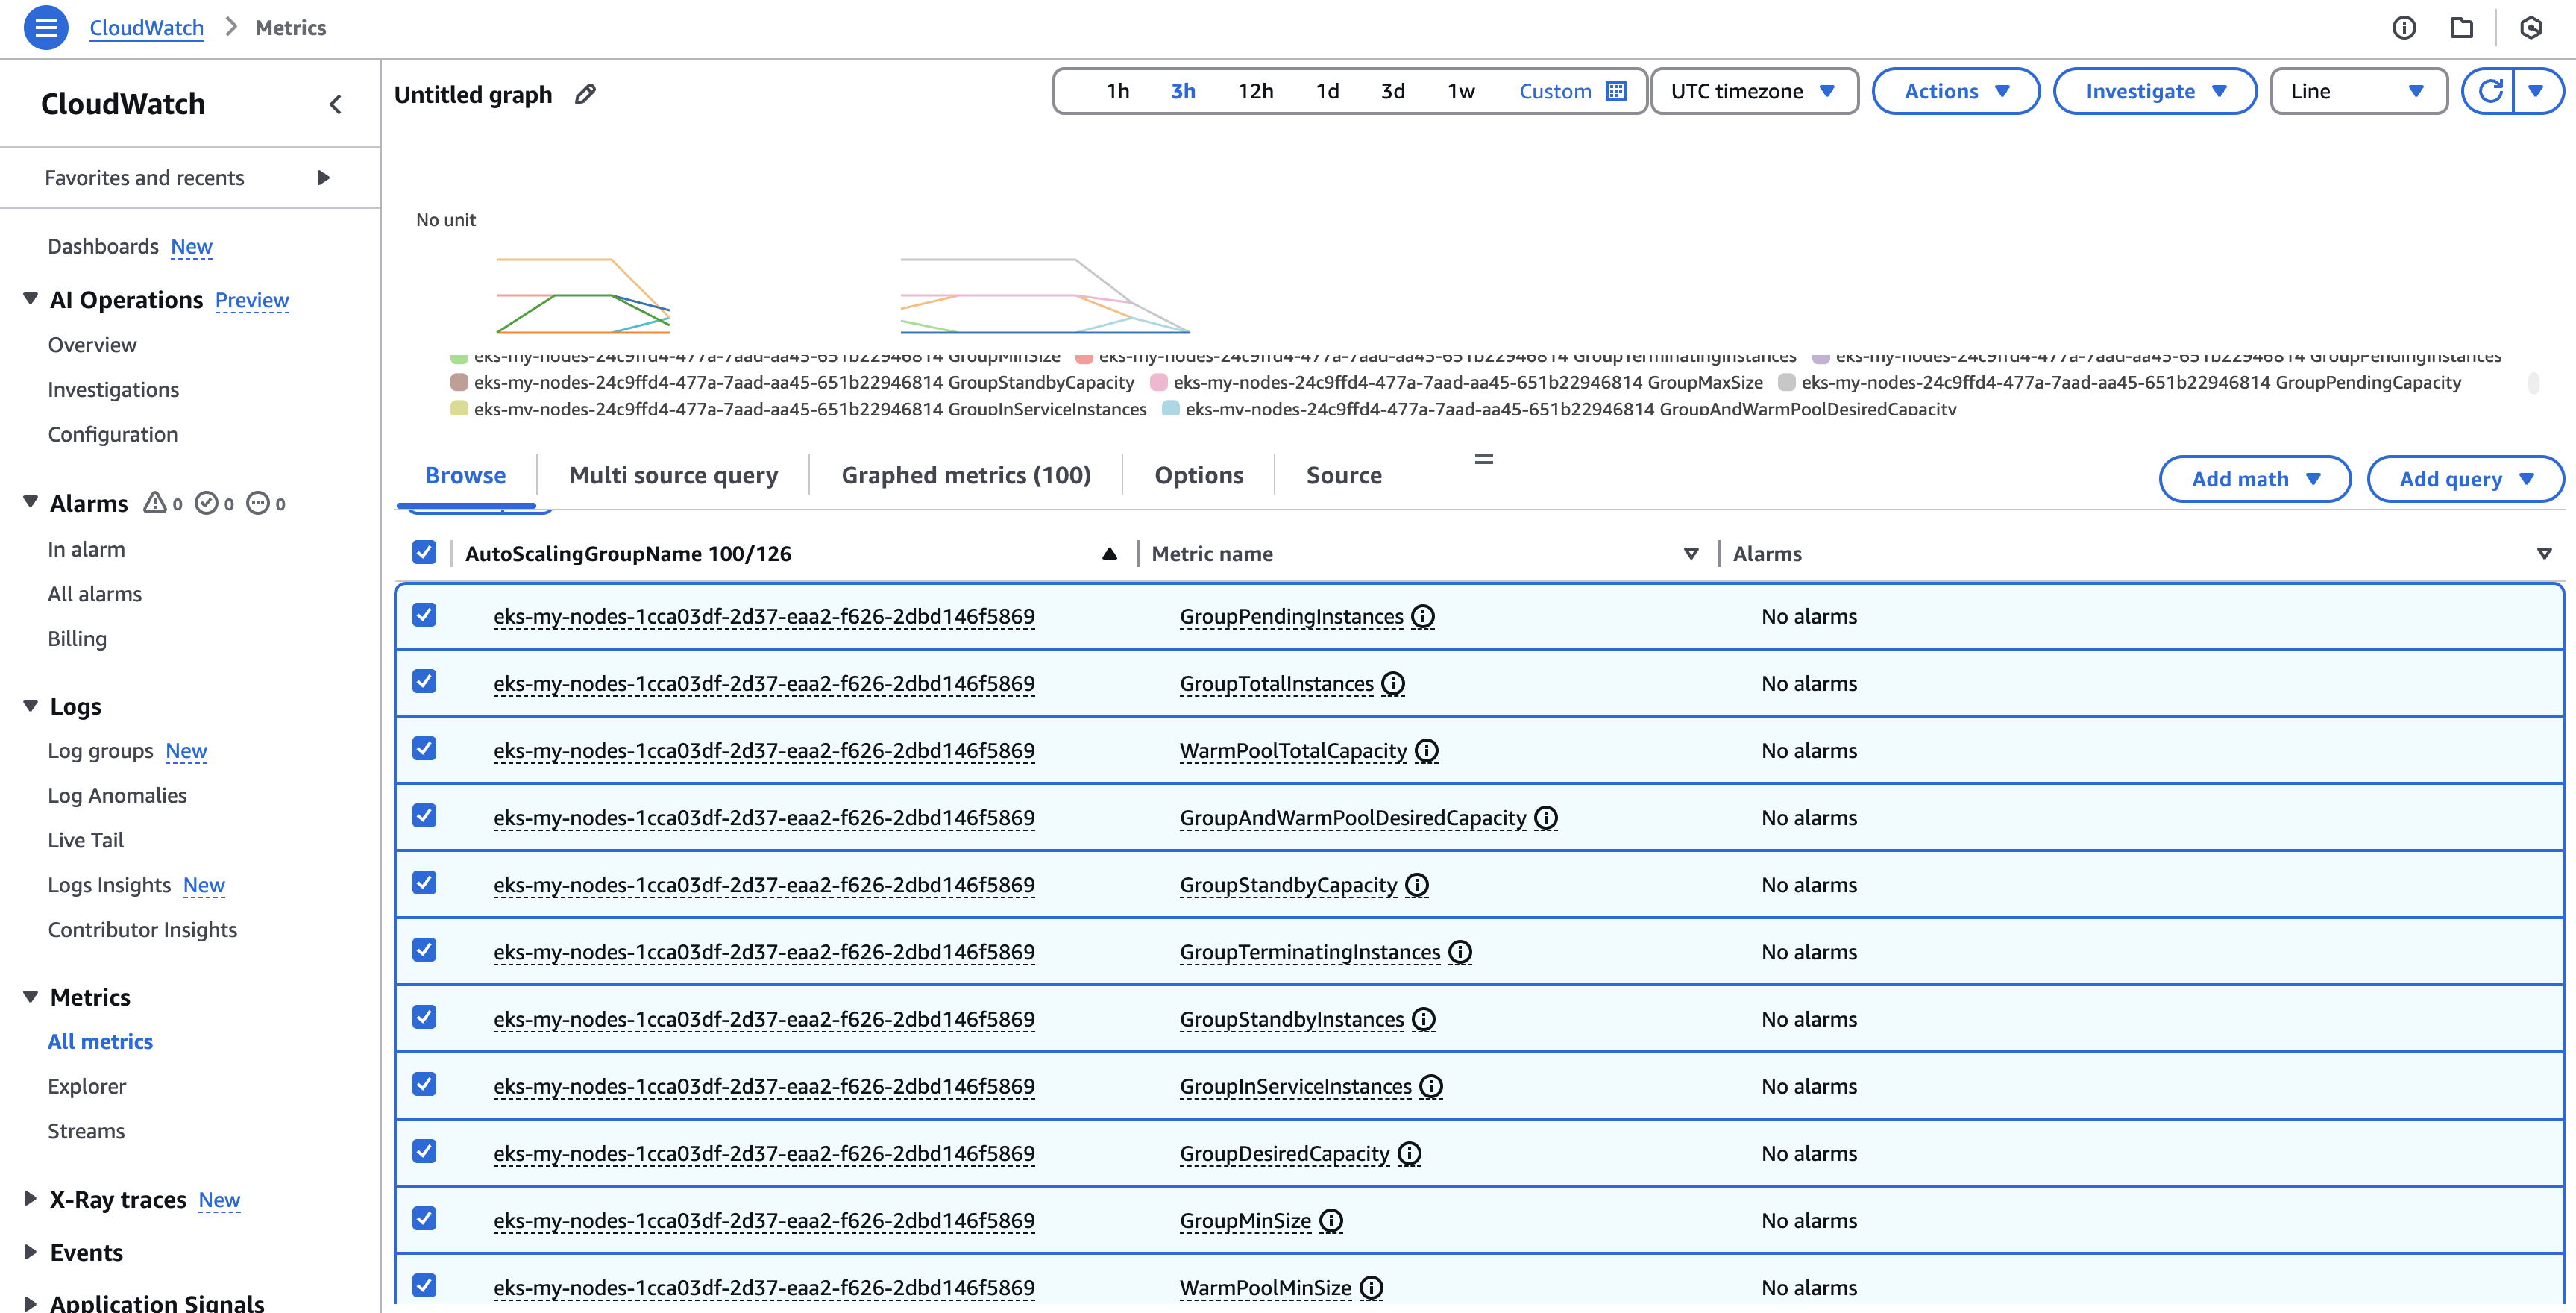 CloudWatch > Metrics
CloudWatch
Favorites and recents
Dashboards New
AI Operations Preview
Overview
Investigations
Configuration
Alarms 0 0 0
In alarm
All alarms
Billing
Logs
Log groups New
Log Anomalies
Live Tail
Logs Insights New
Contributor Insights
Metrics
All metrics
Explorer
Streams
X-Ray traces New
Events
Application Signals
Untitled graph
1h 3h 12h 1d 3d 1w Custom UTC timezone Actions Investigate Line
No unit
eks-my-nodes-24c9ffd4-477a-7aad-aa45-651b22946814 GroupMinSize eks-my-nodes-24c9ffd4-477a-7aad-aa45-651b22946814 GroupTerminatingInstances eks-my-nodes-24c9ffd4-477a-7aad-aa45-651b22946814 GroupPendingInstances
eks-my-nodes-24c9ffd4-477a-7aad-aa45-651b22946814 GroupStandbyCapacity eks-my-nodes-24c9ffd4-477a-7aad-aa45-651b22946814 GroupMaxSize eks-my-nodes-24c9ffd4-477a-7aad-aa45-651b22946814 GroupPendingCapacity
eks-my-nodes-24c9ffd4-477a-7aad-aa45-651b22946814 GroupInServiceInstances eks-my-nodes-24c9ffd4-477a-7aad-aa45-651b22946814 GroupAndWarmPoolDesiredCapacity
Browse Multi source query Graphed metrics (100) Options Source Add math Add query
AutoScalingGroupName 100/126 Metric name Alarms
eks-my-nodes-1cca03df-2d37-eaa2-f626-2dbd146f5869 GroupPendingInstances No alarms
eks-my-nodes-1cca03df-2d37-eaa2-f626-2dbd146f5869 GroupTotalInstances No alarms
eks-my-nodes-1cca03df-2d37-eaa2-f626-2dbd146f5869 WarmPoolTotalCapacity No alarms
eks-my-nodes-1cca03df-2d37-eaa2-f626-2dbd146f5869 GroupAndWarmPoolDesiredCapacity No alarms
eks-my-nodes-1cca03df-2d37-eaa2-f626-2dbd146f5869 GroupStandbyCapacity No alarms
eks-my-nodes-1cca03df-2d37-eaa2-f626-2dbd146f5869 GroupTerminatingInstances No alarms
eks-my-nodes-1cca03df-2d37-eaa2-f626-2dbd146f5869 GroupStandbyInstances No alarms
eks-my-nodes-1cca03df-2d37-eaa2-f626-2dbd146f5869 GroupInServiceInstances No alarms
eks-my-nodes-1cca03df-2d37-eaa2-f626-2dbd146f5869 GroupDesiredCapacity No alarms
eks-my-nodes-1cca03df-2d37-eaa2-f626-2dbd146f5869 GroupMinSize No alarms
eks-my-nodes-1cca03df-2d37-eaa2-f626-2dbd146f5869 WarmPoolMinSize No alarms